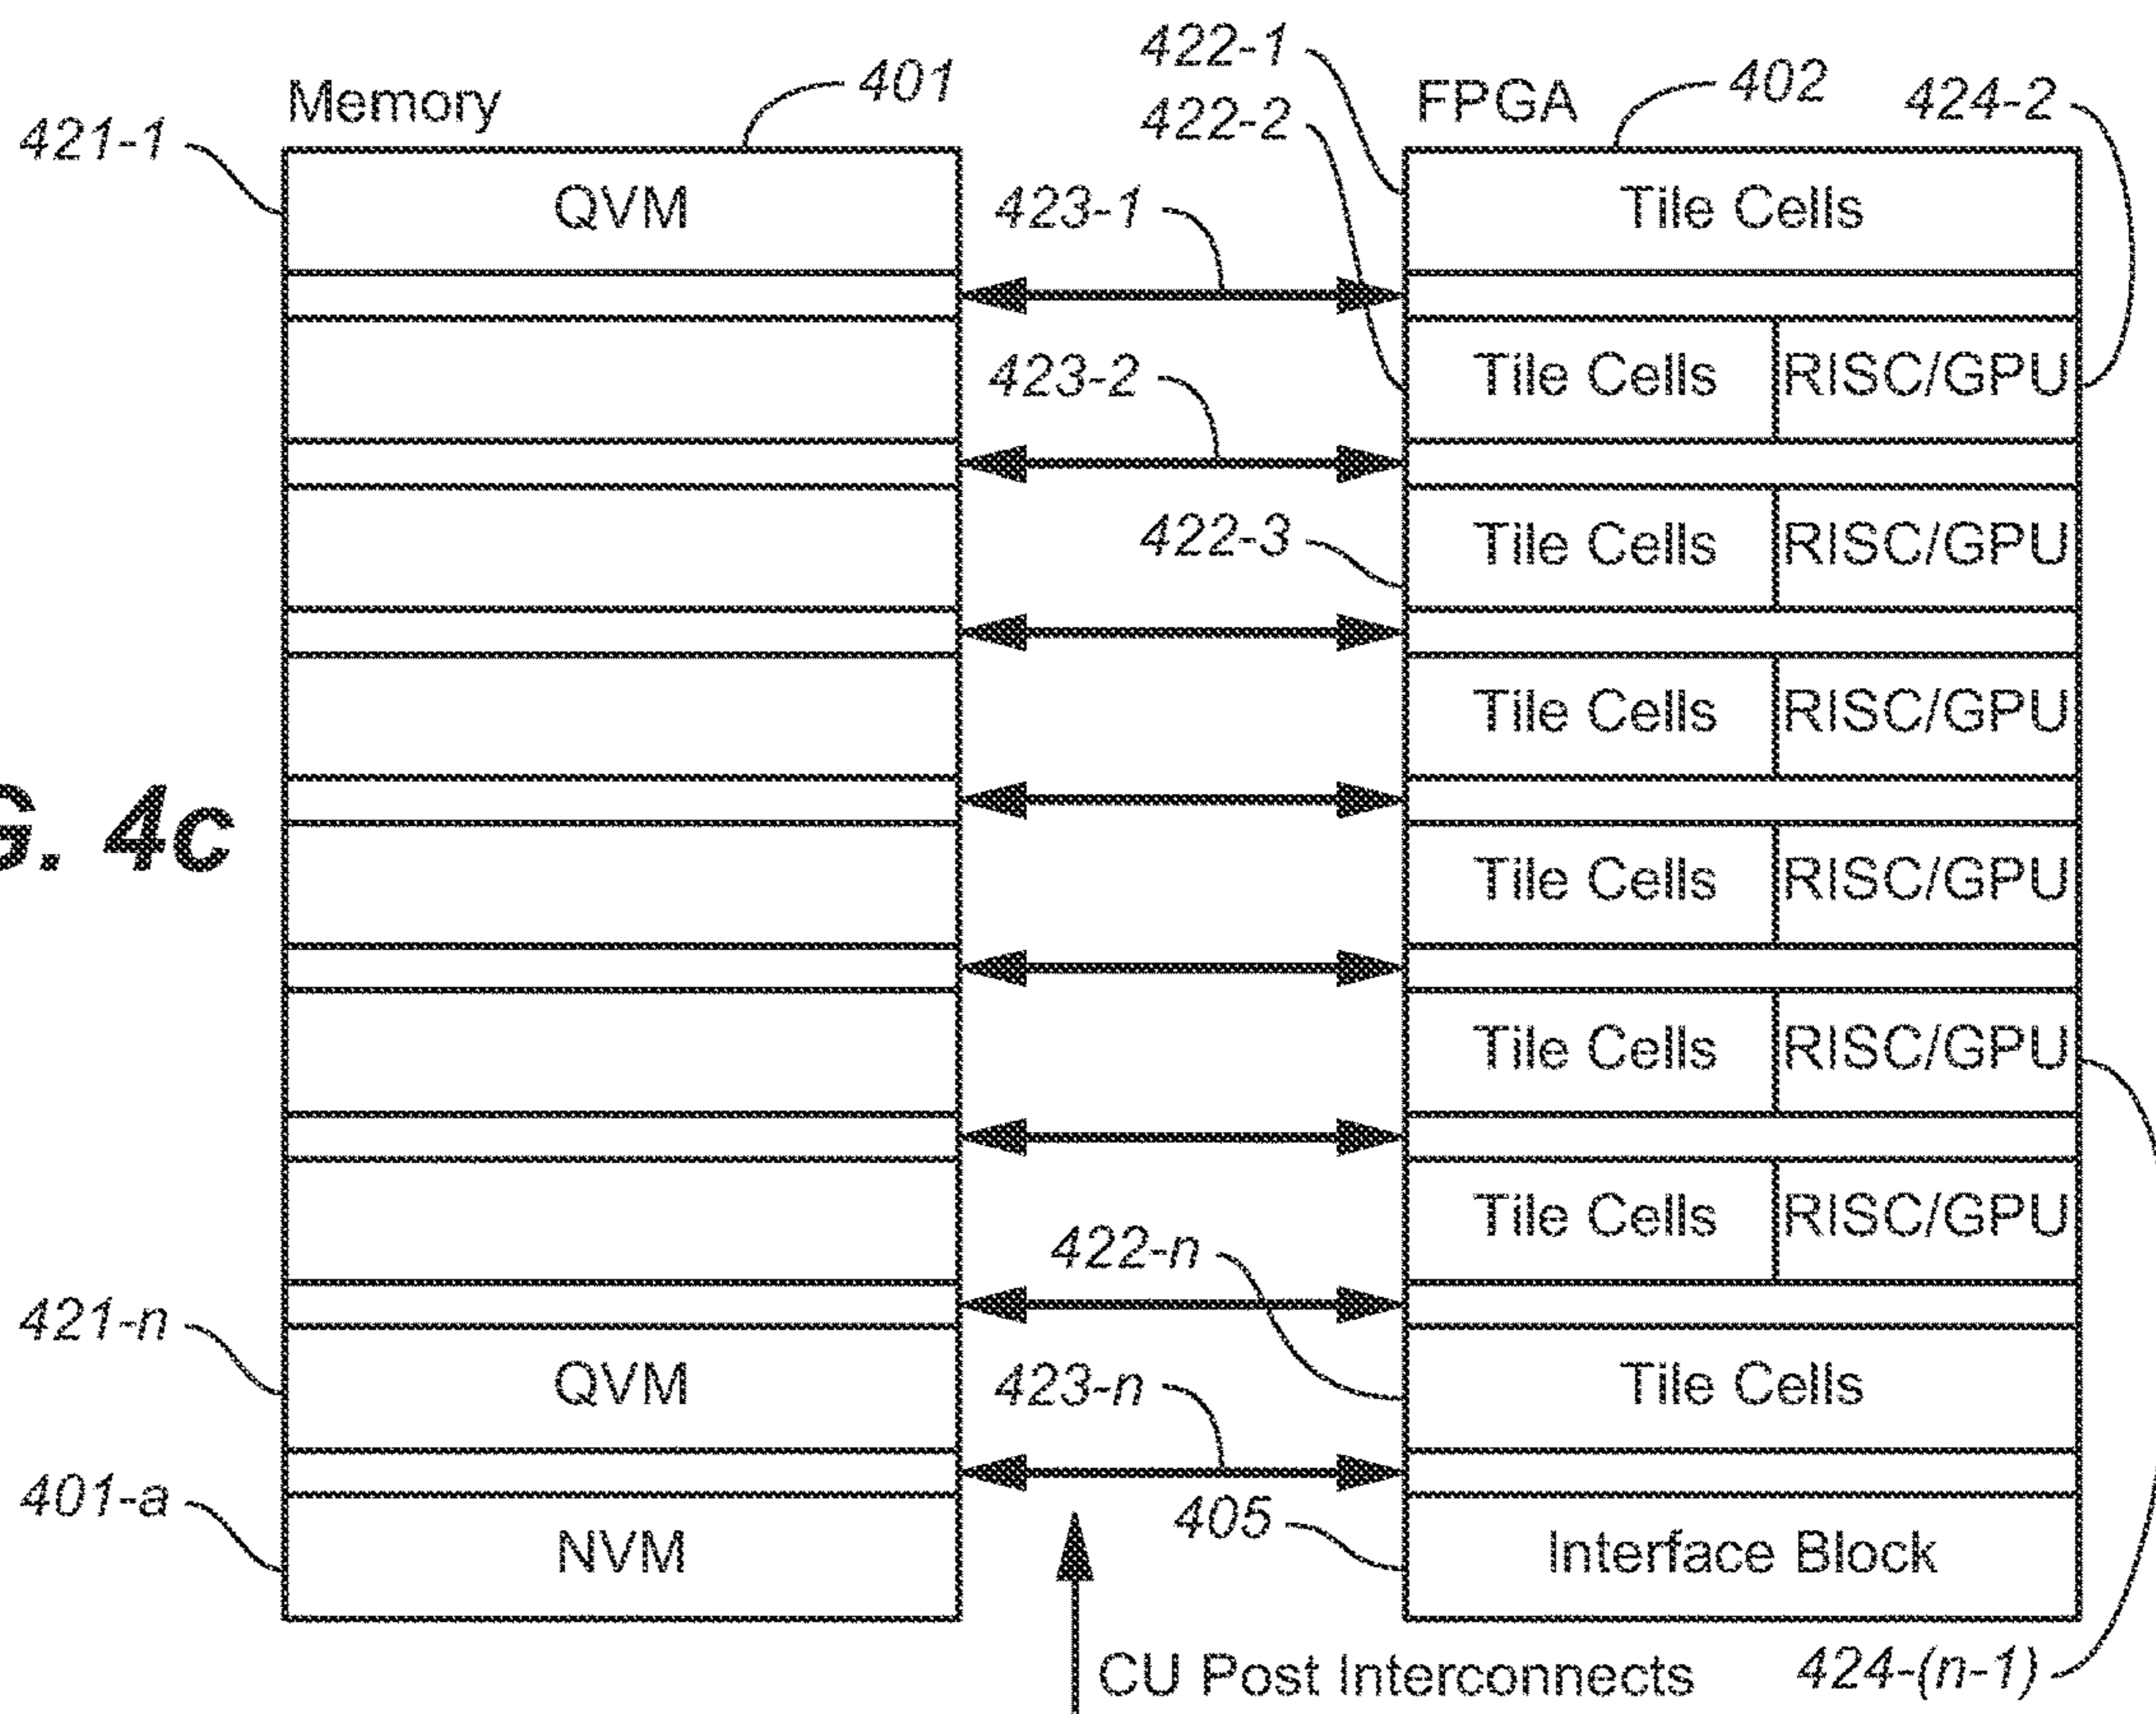 422-1
Memory 401 FPGA 402 424-2
422-2
421-1
QVM 423-1 Tile Cells
423-2 Tile Cells RISC/GPU
422-3 Tile Cells RISC/GPU
Tile Cells RISC/GPU
G. 4c
Tile Cells RISC/GPU
Tile Cells RISC/GPU
Tile Cells RISC/GPU
422-n
421-n
QVM 423-n Tile Cells
401-a 405
NVM Interface Block
CU Post Interconnects 424-(n-1)